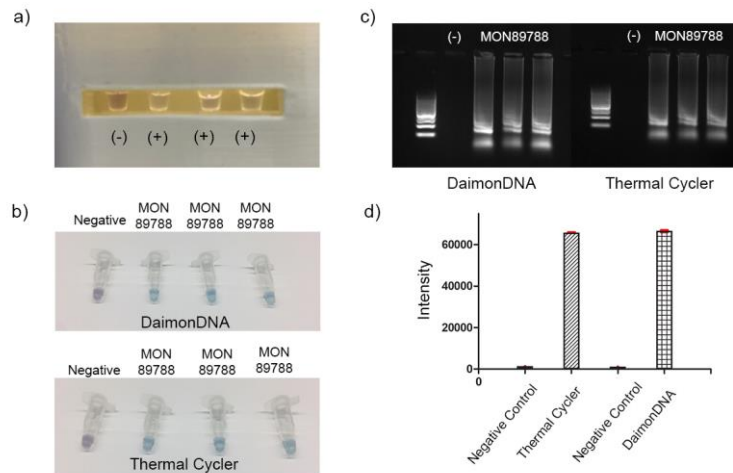 a)
(-) (+) (+) (+)
b)
Negative MON 89788 MON 89788 MON 89788
DaimonDNA
Negative MON 89788 MON 89788 MON 89788
Thermal Cycler
c)
(-) MON89788 (-) MON89788
DaimonDNA Thermal Cycler
d)
Intensity
60000
40000
20000
0
0
Negative Control
Thermal Cycler
Negative Control
DaimonDNA